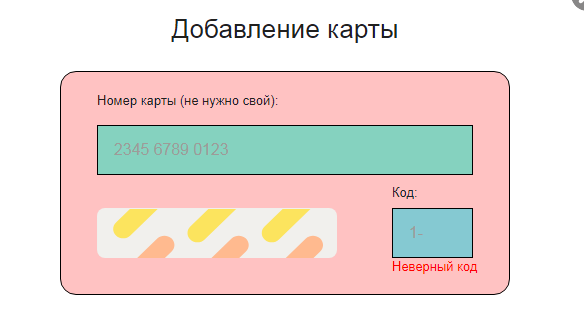 Добавление карты
Номер карты (не нужно свой):
2345 6789 0123
Код:
1-
Неверный код